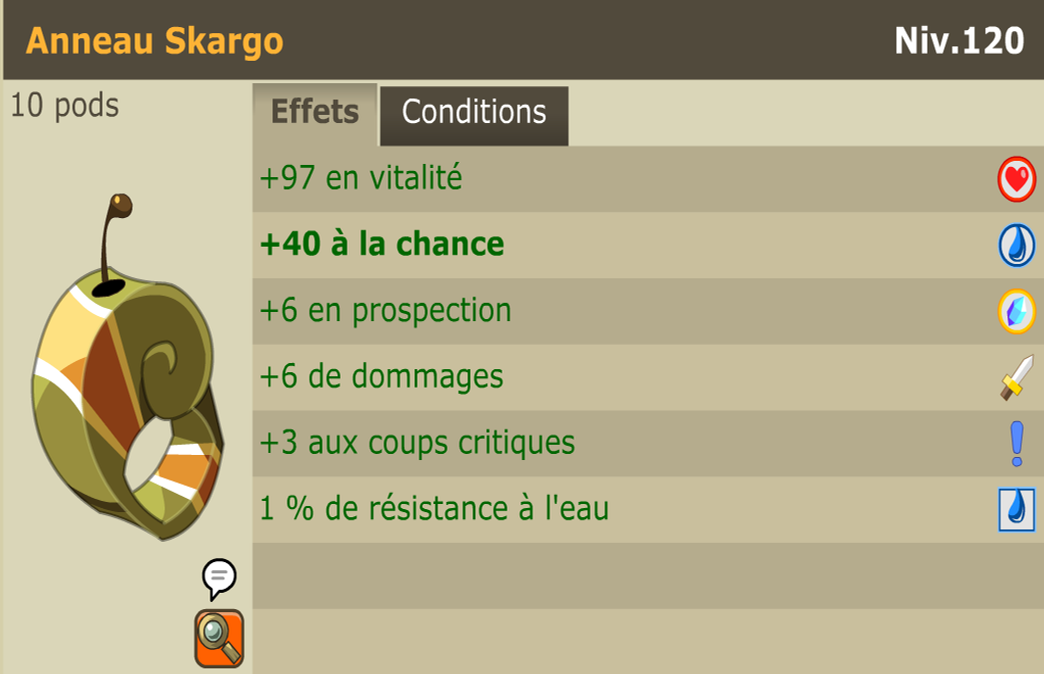 Anneau Skargo
Niv.120
10 pods
Effets
Conditions
+97 en vitalité
+40 à la chance
+6 en prospection
+6 de dommages
+3 aux coups critiques
1 % de résistance à l'eau